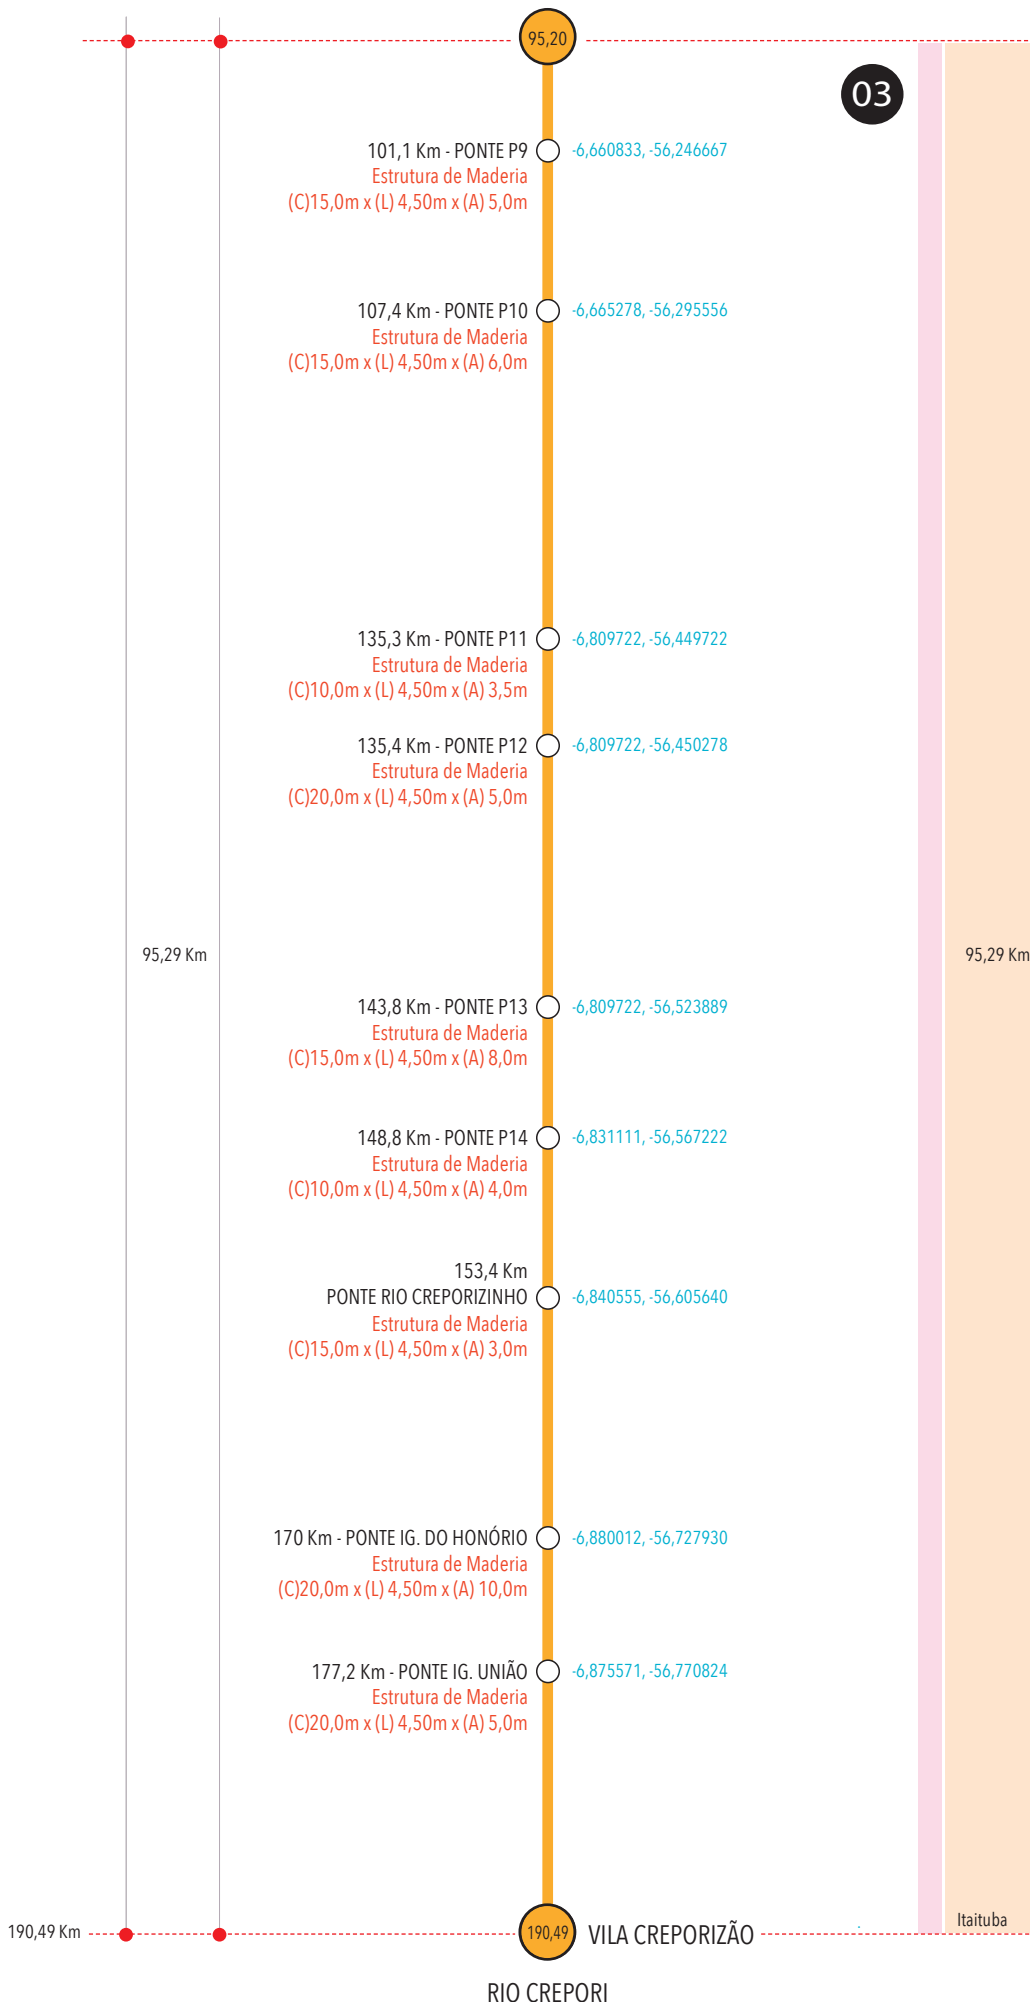 95,20
03
101,1 Km - PONTE P9
-6,660833, -56,246667
Estrutura de Maderia
(C)15,0m x (L) 4,50m x (A) 5,0m
107,4 Km - PONTE P10
-6,665278, -56,295556
Estrutura de Maderia
(C)15,0m x (L) 4,50m x (A) 6,0m
135,3 Km - PONTE P11
-6,809722, -56,449722
Estrutura de Maderia
(C)10,0m x (L) 4,50m x (A) 3,5m
135,4 Km - PONTE P12
-6,809722, -56,450278
Estrutura de Maderia
(C)20,0m x (L) 4,50m x (A) 5,0m
95,29 Km
95,29 Km
143,8 Km - PONTE P13
-6,809722, -56,523889
Estrutura de Maderia
(C)15,0m x (L) 4,50m x (A) 8,0m
148,8 Km - PONTE P14
-6,831111, -56,567222
Estrutura de Maderia
(C)10,0m x (L) 4,50m x (A) 4,0m
153,4 Km
PONTE RIO CREPORIZINHO
-6,840555, -56,605640
Estrutura de Maderia
(C)15,0m x (L) 4,50m x (A) 3,0m
170 Km - PONTE IG. DO HONÓRIO
-6,880012, -56,727930
Estrutura de Maderia
(C)20,0m x (L) 4,50m x (A) 10,0m
177,2 Km - PONTE IG. UNIÃO
-6,875571, -56,770824
Estrutura de Maderia
(C)20,0m x (L) 4,50m x (A) 5,0m
Itaituba
190,49 Km
190,49
VILA CREPORIZÃO
RIO CREPORI